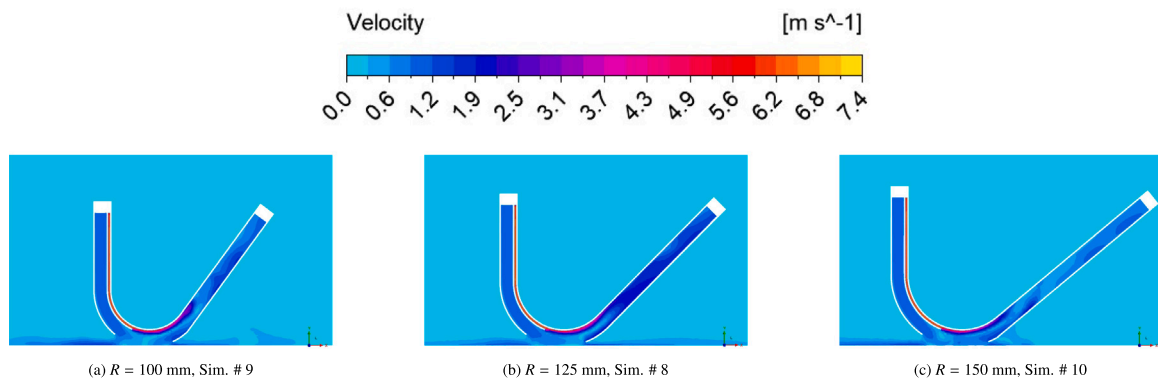 Velocity [m s^-1]
0.0 0.6 1.2 1.9 2.5 3.1 3.7 4.3 4.9 5.6 6.2 6.8 7.4
(a) R = 100 mm, Sim. # 9 (b) R = 125 mm, Sim. # 8 (c) R = 150 mm, Sim. # 10